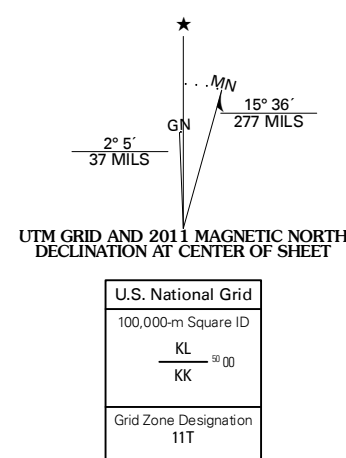 ★
MN
GN
15° 36´
277 MILS
2° 5´
37 MILS
UTM GRID AND 2011 MAGNETIC NORTH
DECLINATION AT CENTER OF SHEET
U.S. National Grid
100,000-m Square ID
KL
50 00
KK
Grid Zone Designation
11T